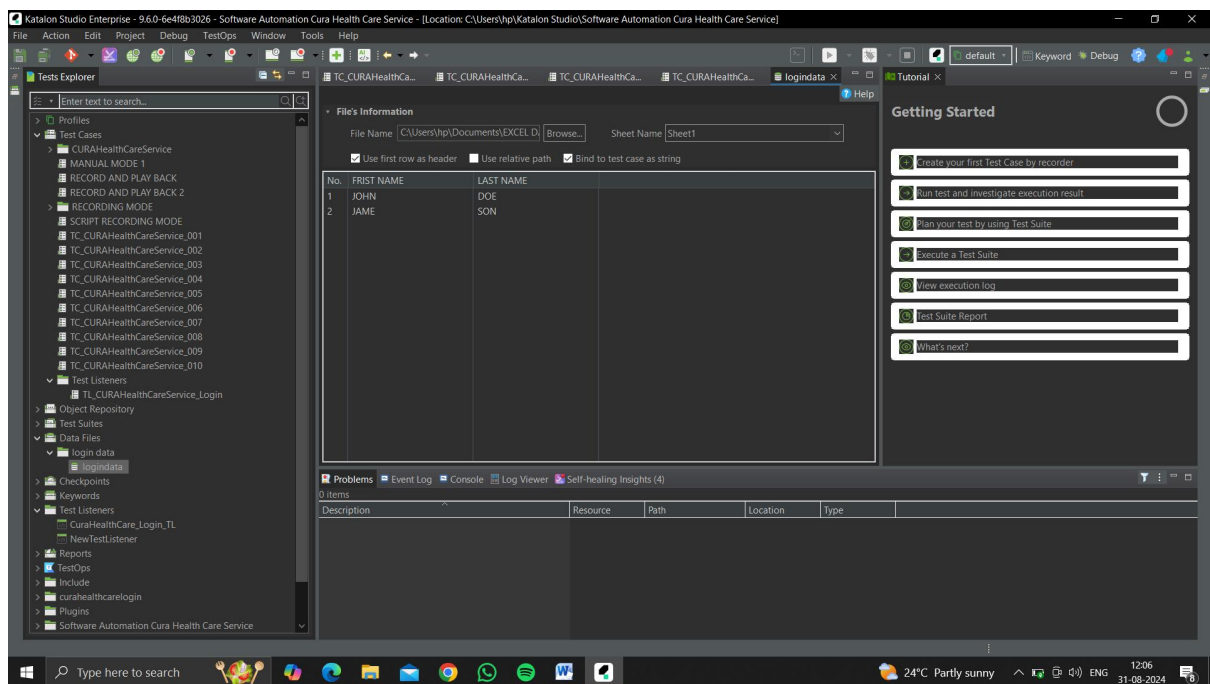 Katalon Studio Enterprise - 9.6.0-6e4f8b3026 - Software Automation Cura Health Care Service - [Location: C:\Users\hp\Katalon Studio\Software Automation Cura Health Care Service]
File Action Edit Project Debug TestOps Window Tools Help
default Keyword Debug
Tests Explorer
Enter text to search...
Profiles
Test Cases
CURAHealthCareService
MANUAL MODE 1
RECORD AND PLAY BACK
RECORD AND PLAY BACK 2
RECORDING MODE
SCRIPT RECORDING MODE
TC_CURAHealthCareService_001
TC_CURAHealthCareService_002
TC_CURAHealthCareService_003
TC_CURAHealthCareService_004
TC_CURAHealthCareService_005
TC_CURAHealthCareService_006
TC_CURAHealthCareService_007
TC_CURAHealthCareService_008
TC_CURAHealthCareService_009
TC_CURAHealthCareService_010
Test Listeners
TL_CURAHealthCareService_Login
Object Repository
Test Suites
Data Files
login data
logindata
Checkpoints
Keywords
Test Listeners
CuraHealthCare_Login_TL
NewTestListener
Reports
TestOps
Include
curahealthcarelogin
Plugins
Software Automation Cura Health Care Service
TC_CURAHealthCa... TC_CURAHealthCa... TC_CURAHealthCa... TC_CURAHealthCa... logindata
Help
File's Information
File Name C:\Users\hp\Documents\EXCEL D. Browse... Sheet Name Sheet1
Use first row as header Use relative path Bind to test case as string
No. FRIST NAME LAST NAME
1 JOHN DOE
2 JAME SON
Tutorial
Getting Started
Create your first Test Case by recorder
Run test and investigate execution result
Plan your test by using Test Suite
Execute a Test Suite
View execution log
Test Suite Report
What's next?
Problems Event Log Console Log Viewer Self-healing Insights (4)
0 items
Description Resource Path Location Type
Type here to search
24°C Partly sunny ENG 12:06
31-08-2024 8